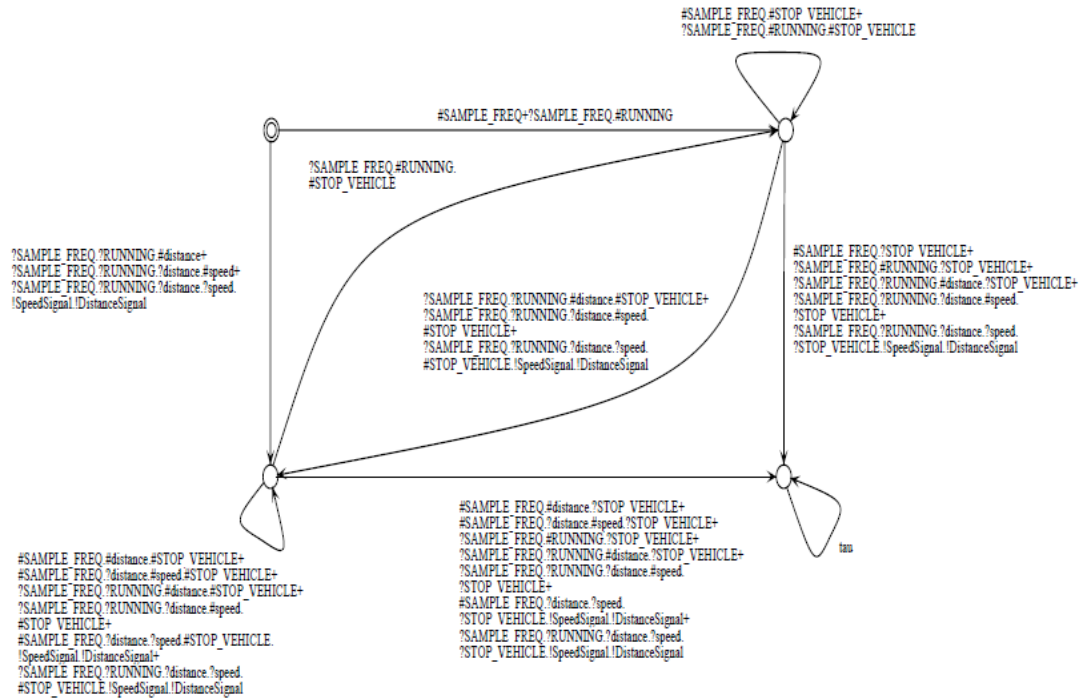 #SAMPLE_FREQ.#STOP_VEHICLE+
?SAMPLE_FREQ.#RUNNING.#STOP_VEHICLE
#SAMPLE_FREQ+?SAMPLE_FREQ.#RUNNING
?SAMPLE_FREQ.#RUNNING.
#STOP_VEHICLE
?SAMPLE_FREQ.?RUNNING.#distance+
?SAMPLE_FREQ.?RUNNING.?distance.#speed+
?SAMPLE_FREQ.?RUNNING.?distance.?speed.
!SpeedSignal.!DistanceSignal
#SAMPLE_FREQ.?STOP_VEHICLE+
?SAMPLE_FREQ.#RUNNING.?STOP_VEHICLE+
?SAMPLE_FREQ.?RUNNING.#distance.?STOP_VEHICLE+
?SAMPLE_FREQ.?RUNNING.?distance.#speed.
?STOP_VEHICLE+
?SAMPLE_FREQ.?RUNNING.?distance.?speed.
?STOP_VEHICLE.!SpeedSignal.!DistanceSignal
?SAMPLE_FREQ.?RUNNING.#distance.#STOP_VEHICLE+
?SAMPLE_FREQ.?RUNNING.?distance.#speed.
#STOP_VEHICLE+
?SAMPLE_FREQ.?RUNNING.?distance.?speed.
#STOP_VEHICLE.!SpeedSignal.!DistanceSignal
#SAMPLE_FREQ.#distance.?STOP_VEHICLE+
#SAMPLE_FREQ.?distance.#speed.?STOP_VEHICLE+
?SAMPLE_FREQ.#RUNNING.?STOP_VEHICLE+
?SAMPLE_FREQ.?RUNNING.#distance.?STOP_VEHICLE+
?SAMPLE_FREQ.?RUNNING.?distance.#speed.
?STOP_VEHICLE+
#SAMPLE_FREQ.?distance.?speed.
?STOP_VEHICLE.!SpeedSignal.!DistanceSignal+
?SAMPLE_FREQ.?RUNNING.?distance.?speed.
?STOP_VEHICLE.!SpeedSignal.!DistanceSignal
tau
#SAMPLE_FREQ.#distance.#STOP_VEHICLE+
#SAMPLE_FREQ.?distance.#speed.#STOP_VEHICLE+
?SAMPLE_FREQ.?RUNNING.#distance.#STOP_VEHICLE+
?SAMPLE_FREQ.?RUNNING.?distance.#speed.
#STOP_VEHICLE+
#SAMPLE_FREQ.?distance.?speed.#STOP_VEHICLE.
!SpeedSignal.!DistanceSignal+
?SAMPLE_FREQ.?RUNNING.?distance.?speed.
#STOP_VEHICLE.!SpeedSignal.!DistanceSignal